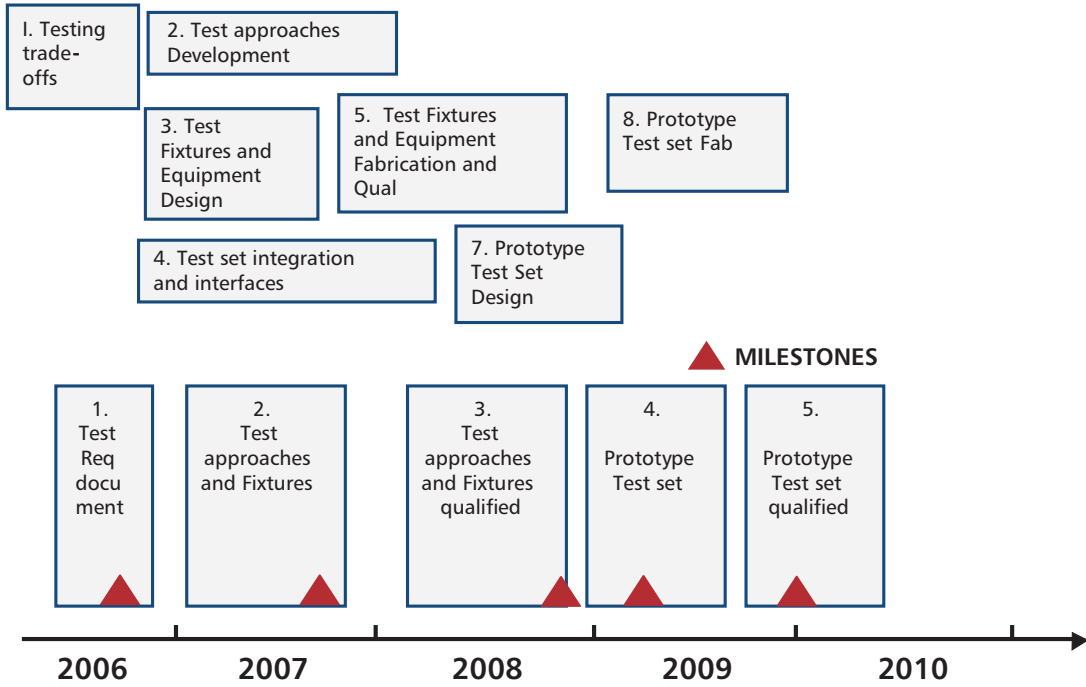 I. Testing
trade-
offs
2. Test approaches
Development
3. Test
Fixtures and
Equipment
Design
5. Test Fixtures
and Equipment
Fabrication and
Qual
8. Prototype
Test set Fab
4. Test set integration
and interfaces
7. Prototype
Test Set
Design
MILESTONES
1.
Test
Req
docu
ment
2.
Test
approaches
and Fixtures
3.
Test
approaches
and Fixtures
qualified
4.
Prototype
Test set
5.
Prototype
Test set
qualified
2006
2007
2008
2009
2010